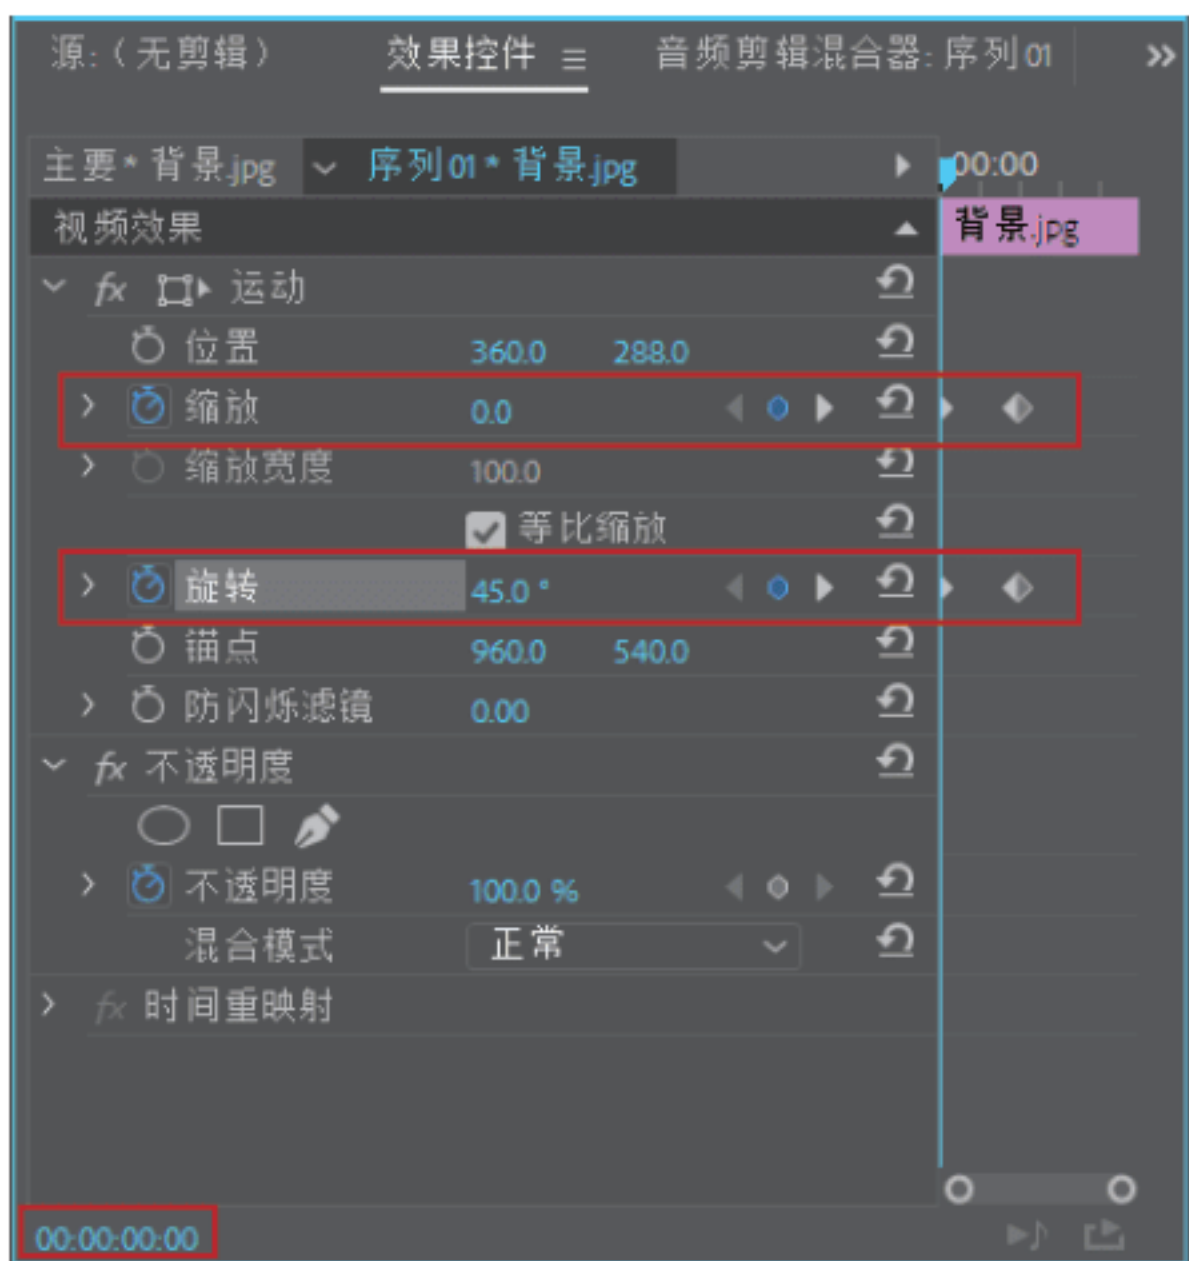 源:（无剪辑） 效果控件 音频剪辑混合器: 序列 01
主要* 背景.jpg 序列 01 * 背景.jpg 00:00
视频效果 背景.jpg
fx 运动
位置 360.0 288.0
缩放 0.0
缩放宽度 100.0
等比缩放
旋转 45.0 °
锚点 960.0 540.0
防闪烁滤镜 0.00
fx 不透明度
不透明度 100.0 %
混合模式 正常
fx 时间重映射
00:00:00:00